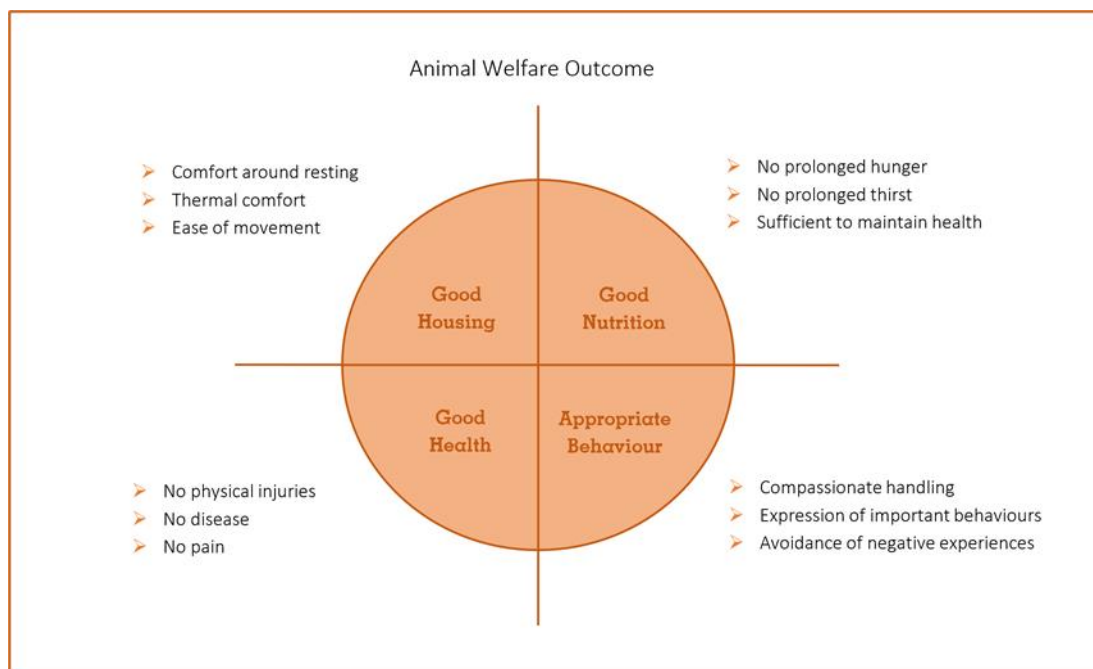 Animal Welfare Outcome
Comfort around resting
Thermal comfort
Ease of movement
No prolonged hunger
No prolonged thirst
Sufficient to maintain health
Good
Housing
Good
Nutrition
Good
Health
Appropriate
Behaviour
No physical injuries
No disease
No pain
Compassionate handling
Expression of important behaviours
Avoidance of negative experiences